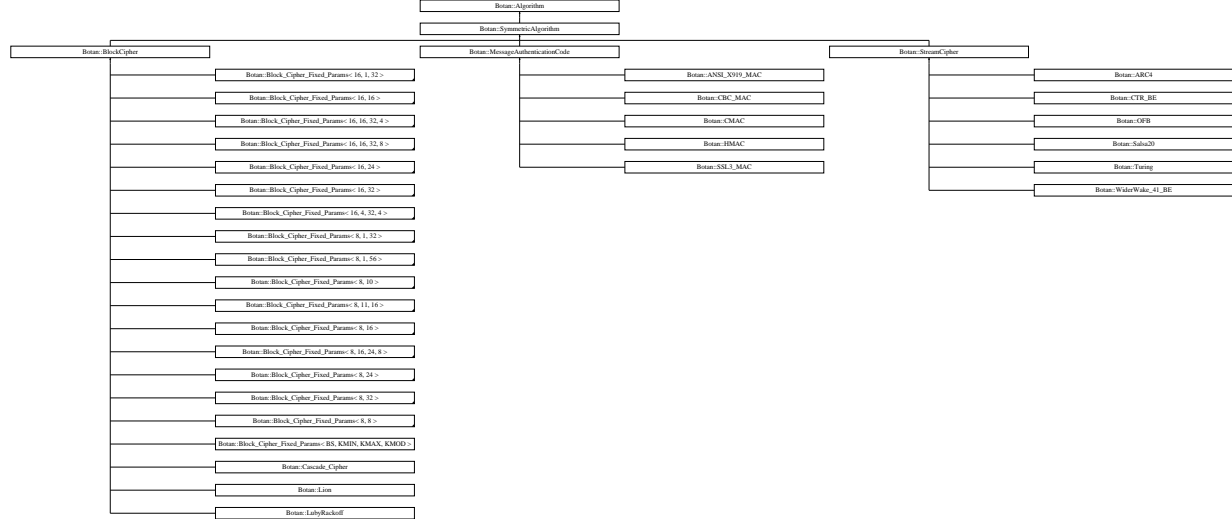 Botan::Algorithm
Botan::SymmetricAlgorithm
Botan::BlockCipher
Botan::MessageAuthenticationCode
Botan::StreamCipher
Botan::Block_Cipher_Fixed_Params< 16, 1, 32 >
Botan::Block_Cipher_Fixed_Params< 16, 16 >
Botan::Block_Cipher_Fixed_Params< 16, 16, 32, 4 >
Botan::Block_Cipher_Fixed_Params< 16, 16, 32, 8 >
Botan::Block_Cipher_Fixed_Params< 16, 24 >
Botan::Block_Cipher_Fixed_Params< 16, 32 >
Botan::Block_Cipher_Fixed_Params< 16, 4, 32, 4 >
Botan::Block_Cipher_Fixed_Params< 8, 1, 32 >
Botan::Block_Cipher_Fixed_Params< 8, 1, 56 >
Botan::Block_Cipher_Fixed_Params< 8, 10 >
Botan::Block_Cipher_Fixed_Params< 8, 11, 16 >
Botan::Block_Cipher_Fixed_Params< 8, 16 >
Botan::Block_Cipher_Fixed_Params< 8, 16, 24, 8 >
Botan::Block_Cipher_Fixed_Params< 8, 24 >
Botan::Block_Cipher_Fixed_Params< 8, 32 >
Botan::Block_Cipher_Fixed_Params< 8, 8 >
Botan::Block_Cipher_Fixed_Params< BS, KMIN, KMAX, KMOD >
Botan::Cascade_Cipher
Botan::Lion
Botan::LubyRackoff
Botan::ANSI_X919_MAC
Botan::CBC_MAC
Botan::CMAC
Botan::HMAC
Botan::SSL3_MAC
Botan::ARC4
Botan::CTR_BE
Botan::OFB
Botan::Salsa20
Botan::Turing
Botan::WiderWake_41_BE